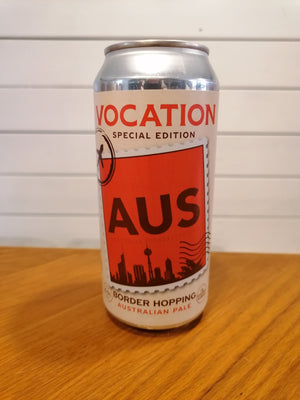 VOCATION
SPECIAL EDITION
AUS
BORDER HOPPING
AUSTRALIAN PALE